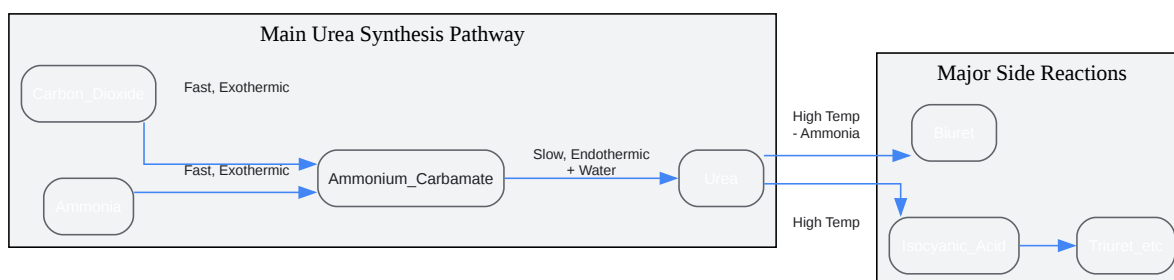 Main Urea Synthesis Pathway
Carbon_Dioxide
Fast, Exothermic
Fast, Exothermic
Ammonia
Ammonium_Carbamate
Slow, Endothermic
+ Water
Urea
High Temp
- Ammonia
High Temp
Major Side Reactions
Biuret
Isocyanic_Acid
Triuret_etc